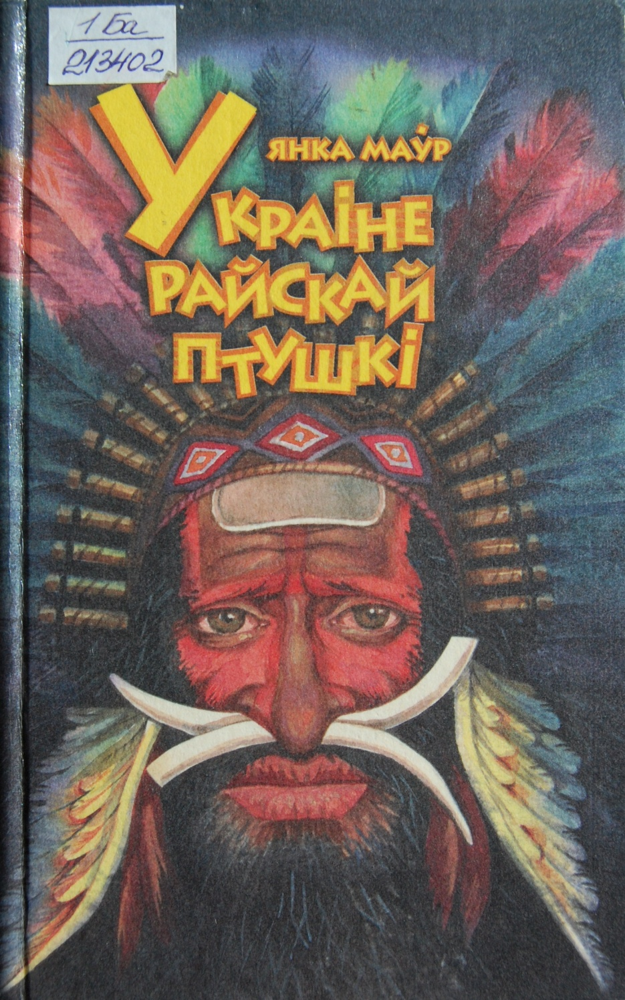 1 Ба
213402
ЯНКА МАЎР
У КРАІНЕ
РАЙСКАЙ
ПТУШКІ